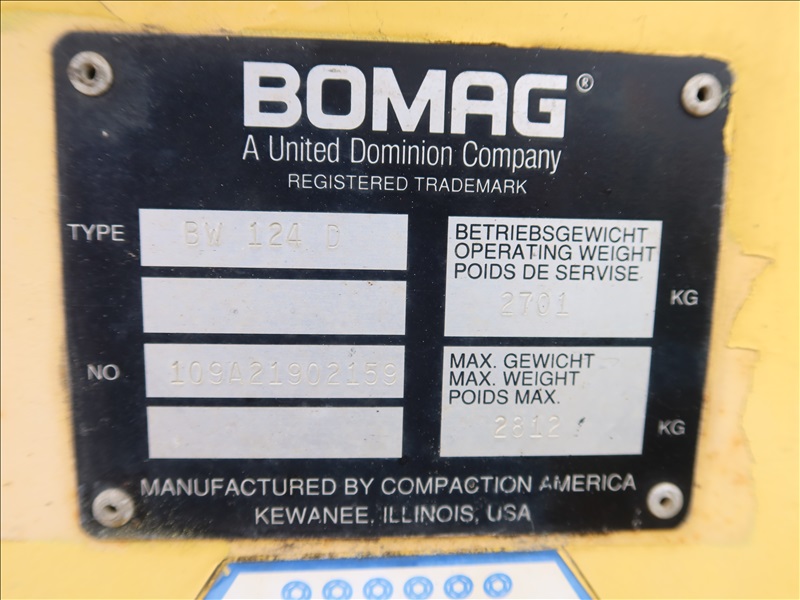 BOMAG®
A United Dominion Company
REGISTERED TRADEMARK
TYPE BW 124 D
BETRIEBSGEWICHT
OPERATING WEIGHT
POIDS DE SERVISE
2701 KG
NO 109A21902159
MAX. GEWICHT
MAX. WEIGHT
POIDS MAX.
2812 KG
MANUFACTURED BY COMPACTION AMERICA
KEWANEE, ILLINOIS, USA